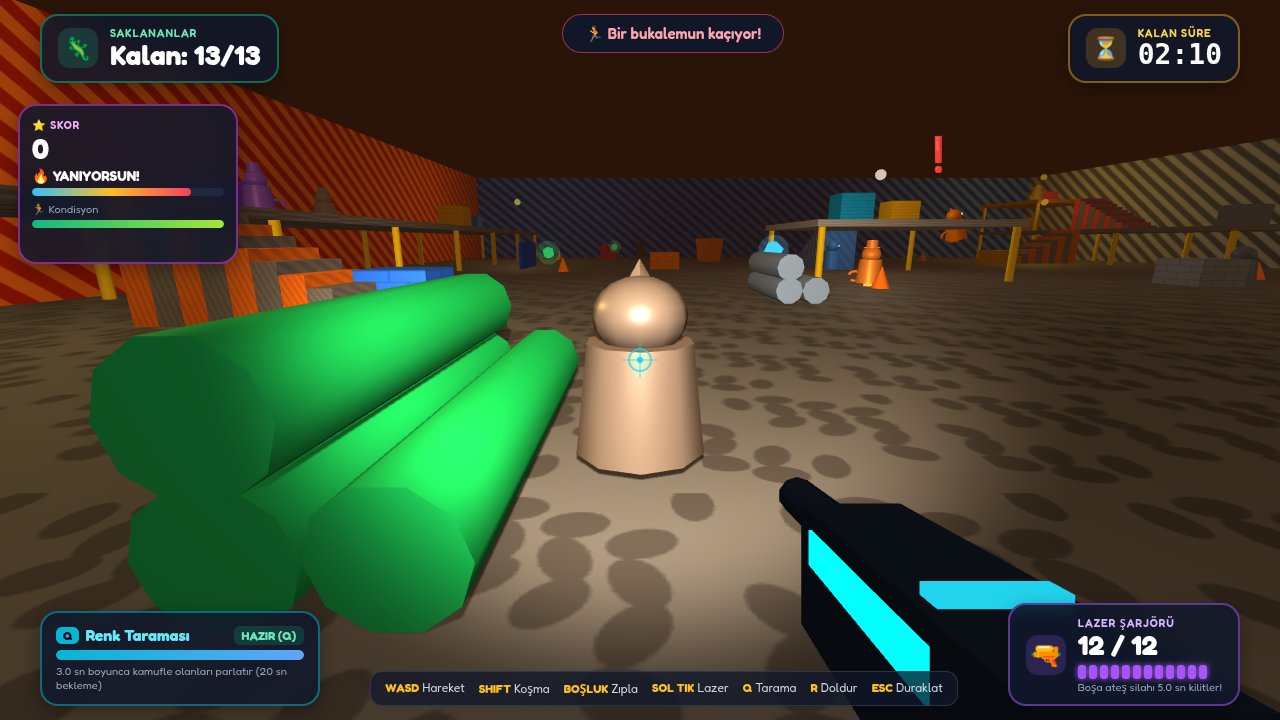 SAKLANANLAR
Kalan: 13/13
🏃 Bir bukalemun kaçıyor!
KALAN SÜRE
02:10
⭐ SKOR
0
🔥 YANIYORSUN!
🏃 Kondisyon
Q Renk Taraması HAZIR (Q)
3.0 sn boyunca kamufle olanları parlatır (20 sn
bekleme)
WASD Hareket SHIFT Koşma BOŞLUK Zıpla SOL TIK Lazer Q Tarama R Doldur ESC Duraklat
LAZER ŞARJÖRÜ
12 / 12
Boşa ateş silahı 5.0 sn kilitler!